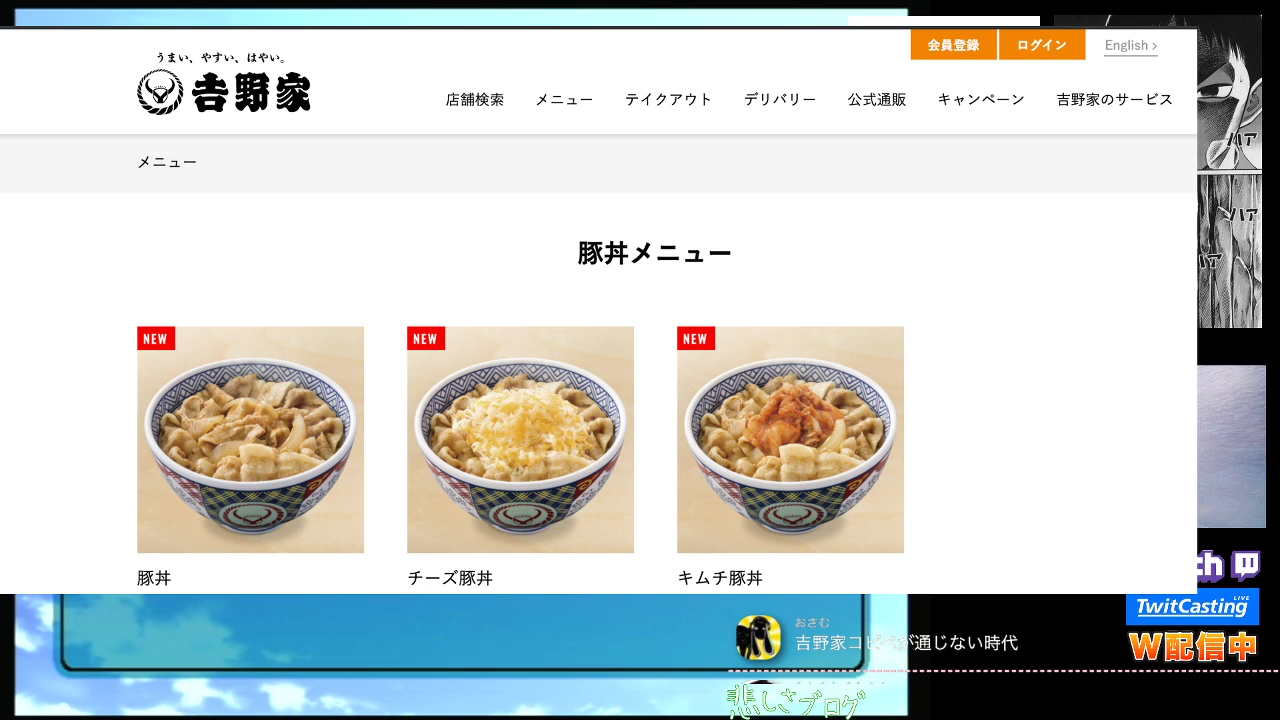 会員登録 ログイン English >
うまい、やすい、はやい。
吉野家
店舗検索 メニュー テイクアウト デリバリー 公式通販 キャンペーン 吉野家のサービス
メニュー
豚丼メニュー
NEW NEW NEW
豚丼 チーズ豚丼 キムチ豚丼
ハア
ハア
ch
TwitCasting LIVE
W配信中
おさむ
吉野家コピペが通じない時代
悲しさブログ